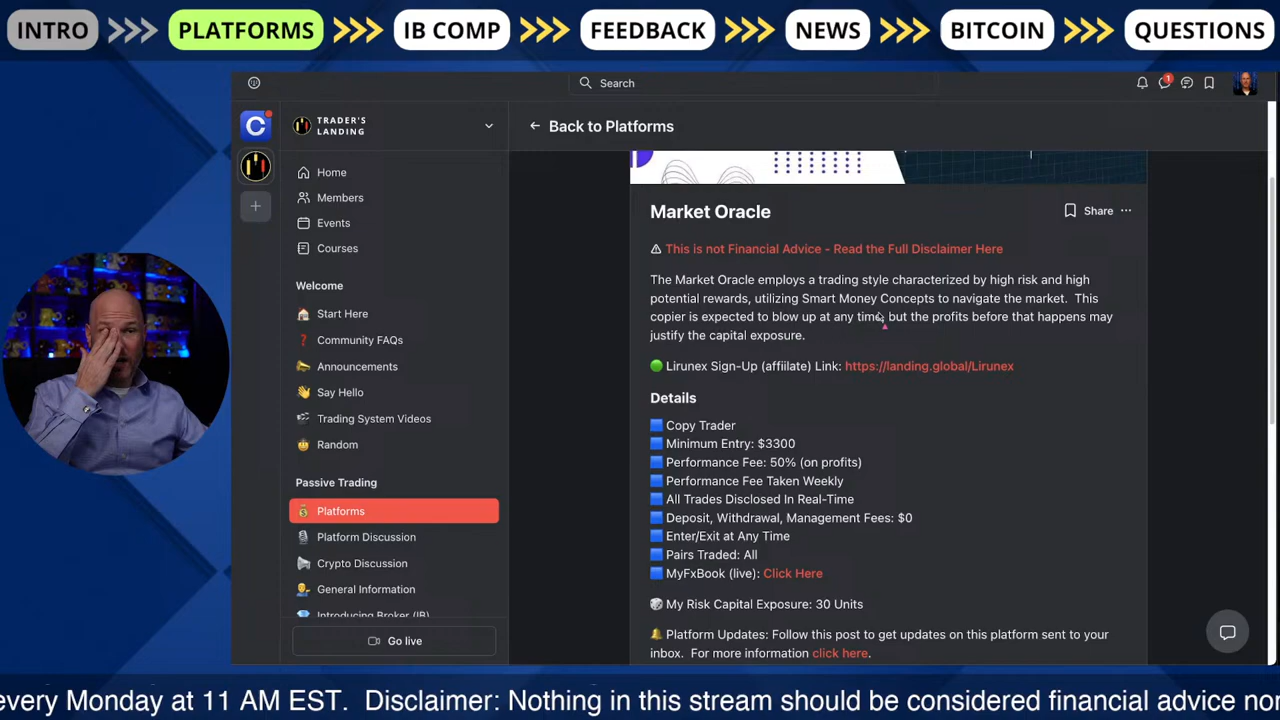 INTRO
PLATFORMS
IB COMP
FEEDBACK
NEWS
BITCOIN
QUESTIONS
Search
1
C
TRADER'S
LANDING
Back to Platforms
Home
Members
Events
Courses
Welcome
Start Here
Community FAQs
Announcements
Say Hello
Trading System Videos
Random
Passive Trading
Platforms
Platform Discussion
Crypto Discussion
General Information
Introducing Broker (IB)
Go live
Market Oracle
Share
This is not Financial Advice - Read the Full Disclaimer Here
The Market Oracle employs a trading style characterized by high risk and high
potential rewards, utilizing Smart Money Concepts to navigate the market. This
copier is expected to blow up at any time, but the profits before that happens may
justify the capital exposure.
Lirunex Sign-Up (affiilate) Link: https://landing.global/Lirunex
Details
Copy Trader
Minimum Entry: $3300
Performance Fee: 50% (on profits)
Performance Fee Taken Weekly
All Trades Disclosed In Real-Time
Deposit, Withdrawal, Management Fees: $0
Enter/Exit at Any Time
Pairs Traded: All
MyFxBook (live): Click Here
My Risk Capital Exposure: 30 Units
Platform Updates: Follow this post to get updates on this platform sent to your
inbox. For more information click here.
every Monday at 11 AM EST. Disclaimer: Nothing in this stream should be considered financial advice nor